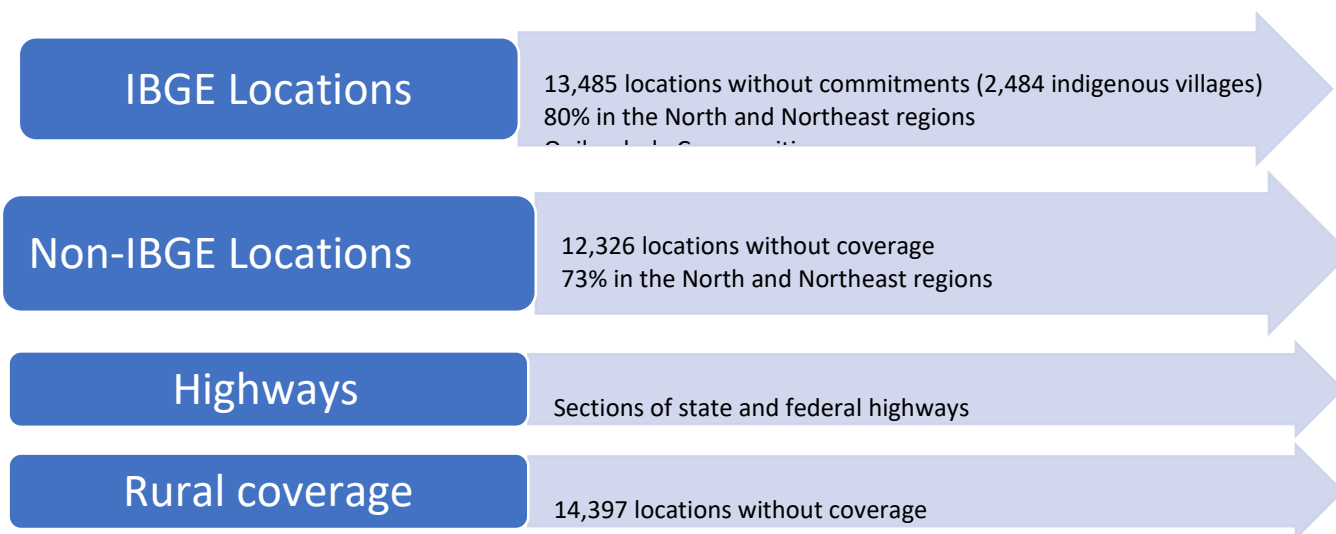 IBGE Locations
13,485 locations without commitments (2,484 indigenous villages)
80% in the North and Northeast regions
Non-IBGE Locations
12,326 locations without coverage
73% in the North and Northeast regions
Highways
Sections of state and federal highways
Rural coverage
14,397 locations without coverage